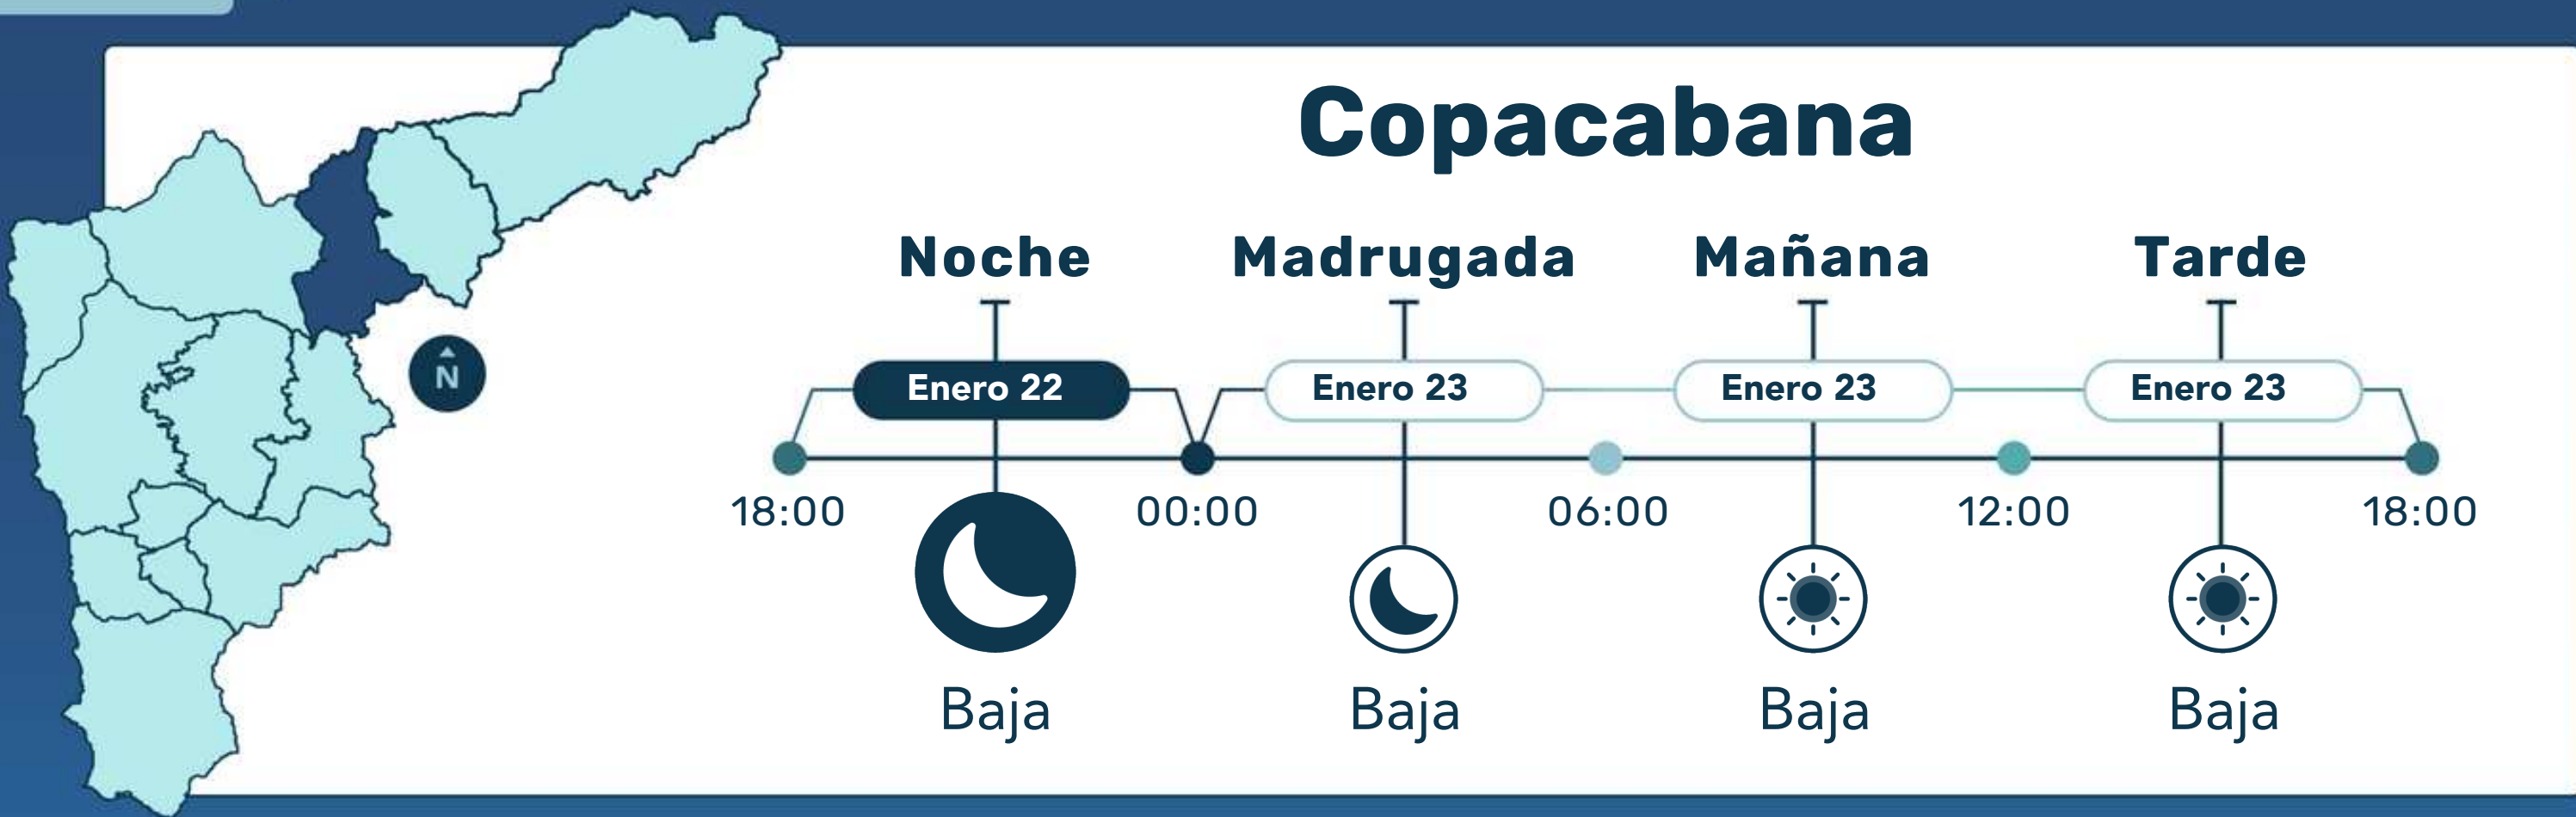 Copacabana
Noche Madrugada Mañana Tarde
Enero 22 Enero 23 Enero 23 Enero 23
N
18:00 00:00 06:00 12:00 18:00
Baja Baja Baja Baja